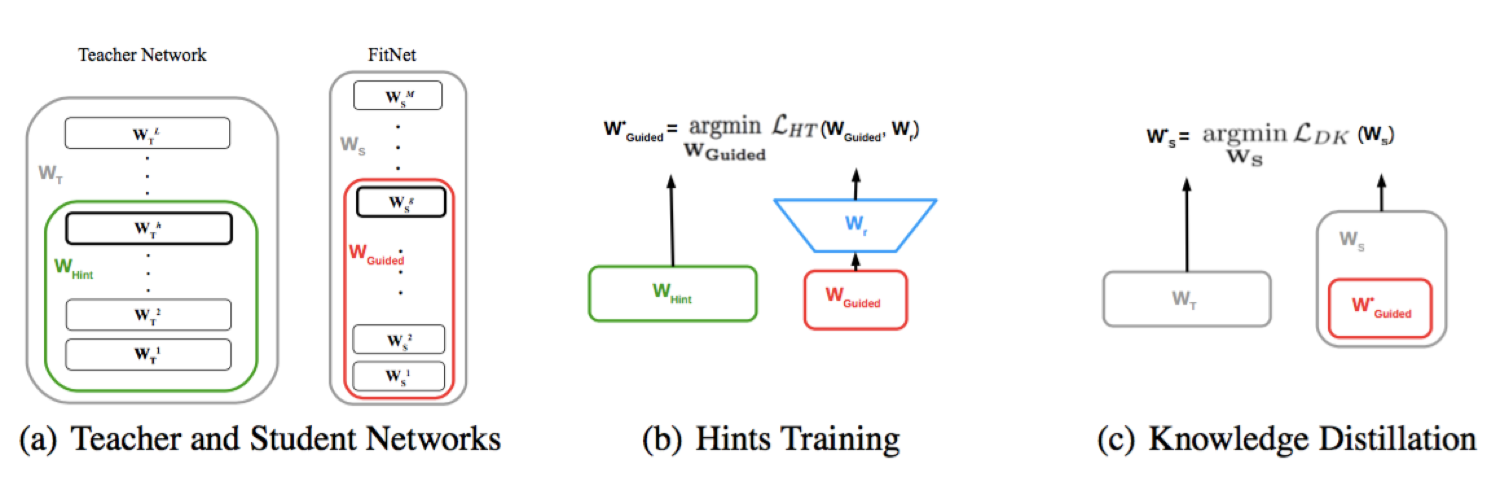 Teacher Network
W_T^L
W_T
W_T^h
W_Hint
W_T^2
W_T^1
FitNet
W_S^M
W_S
W_S^g
W_Guided
W_S^2
W_S^1
(a) Teacher and Student Networks
W*_Guided = argmin L_HT(W_Guided, W_r)
W_Guided
W_r
W_Hint
W_Guided
(b) Hints Training
W*_S = argmin L_DK (W_s)
W_S
W_S
W_T
W*_Guided
(c) Knowledge Distillation